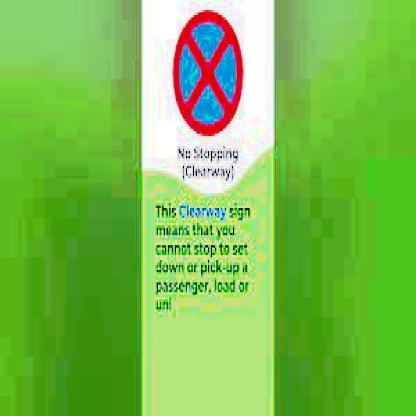 No Stopping
(Clearway)
This Clearway sign
means that you
cannot stop to set
down or pick-up a
passenger, load or
unl